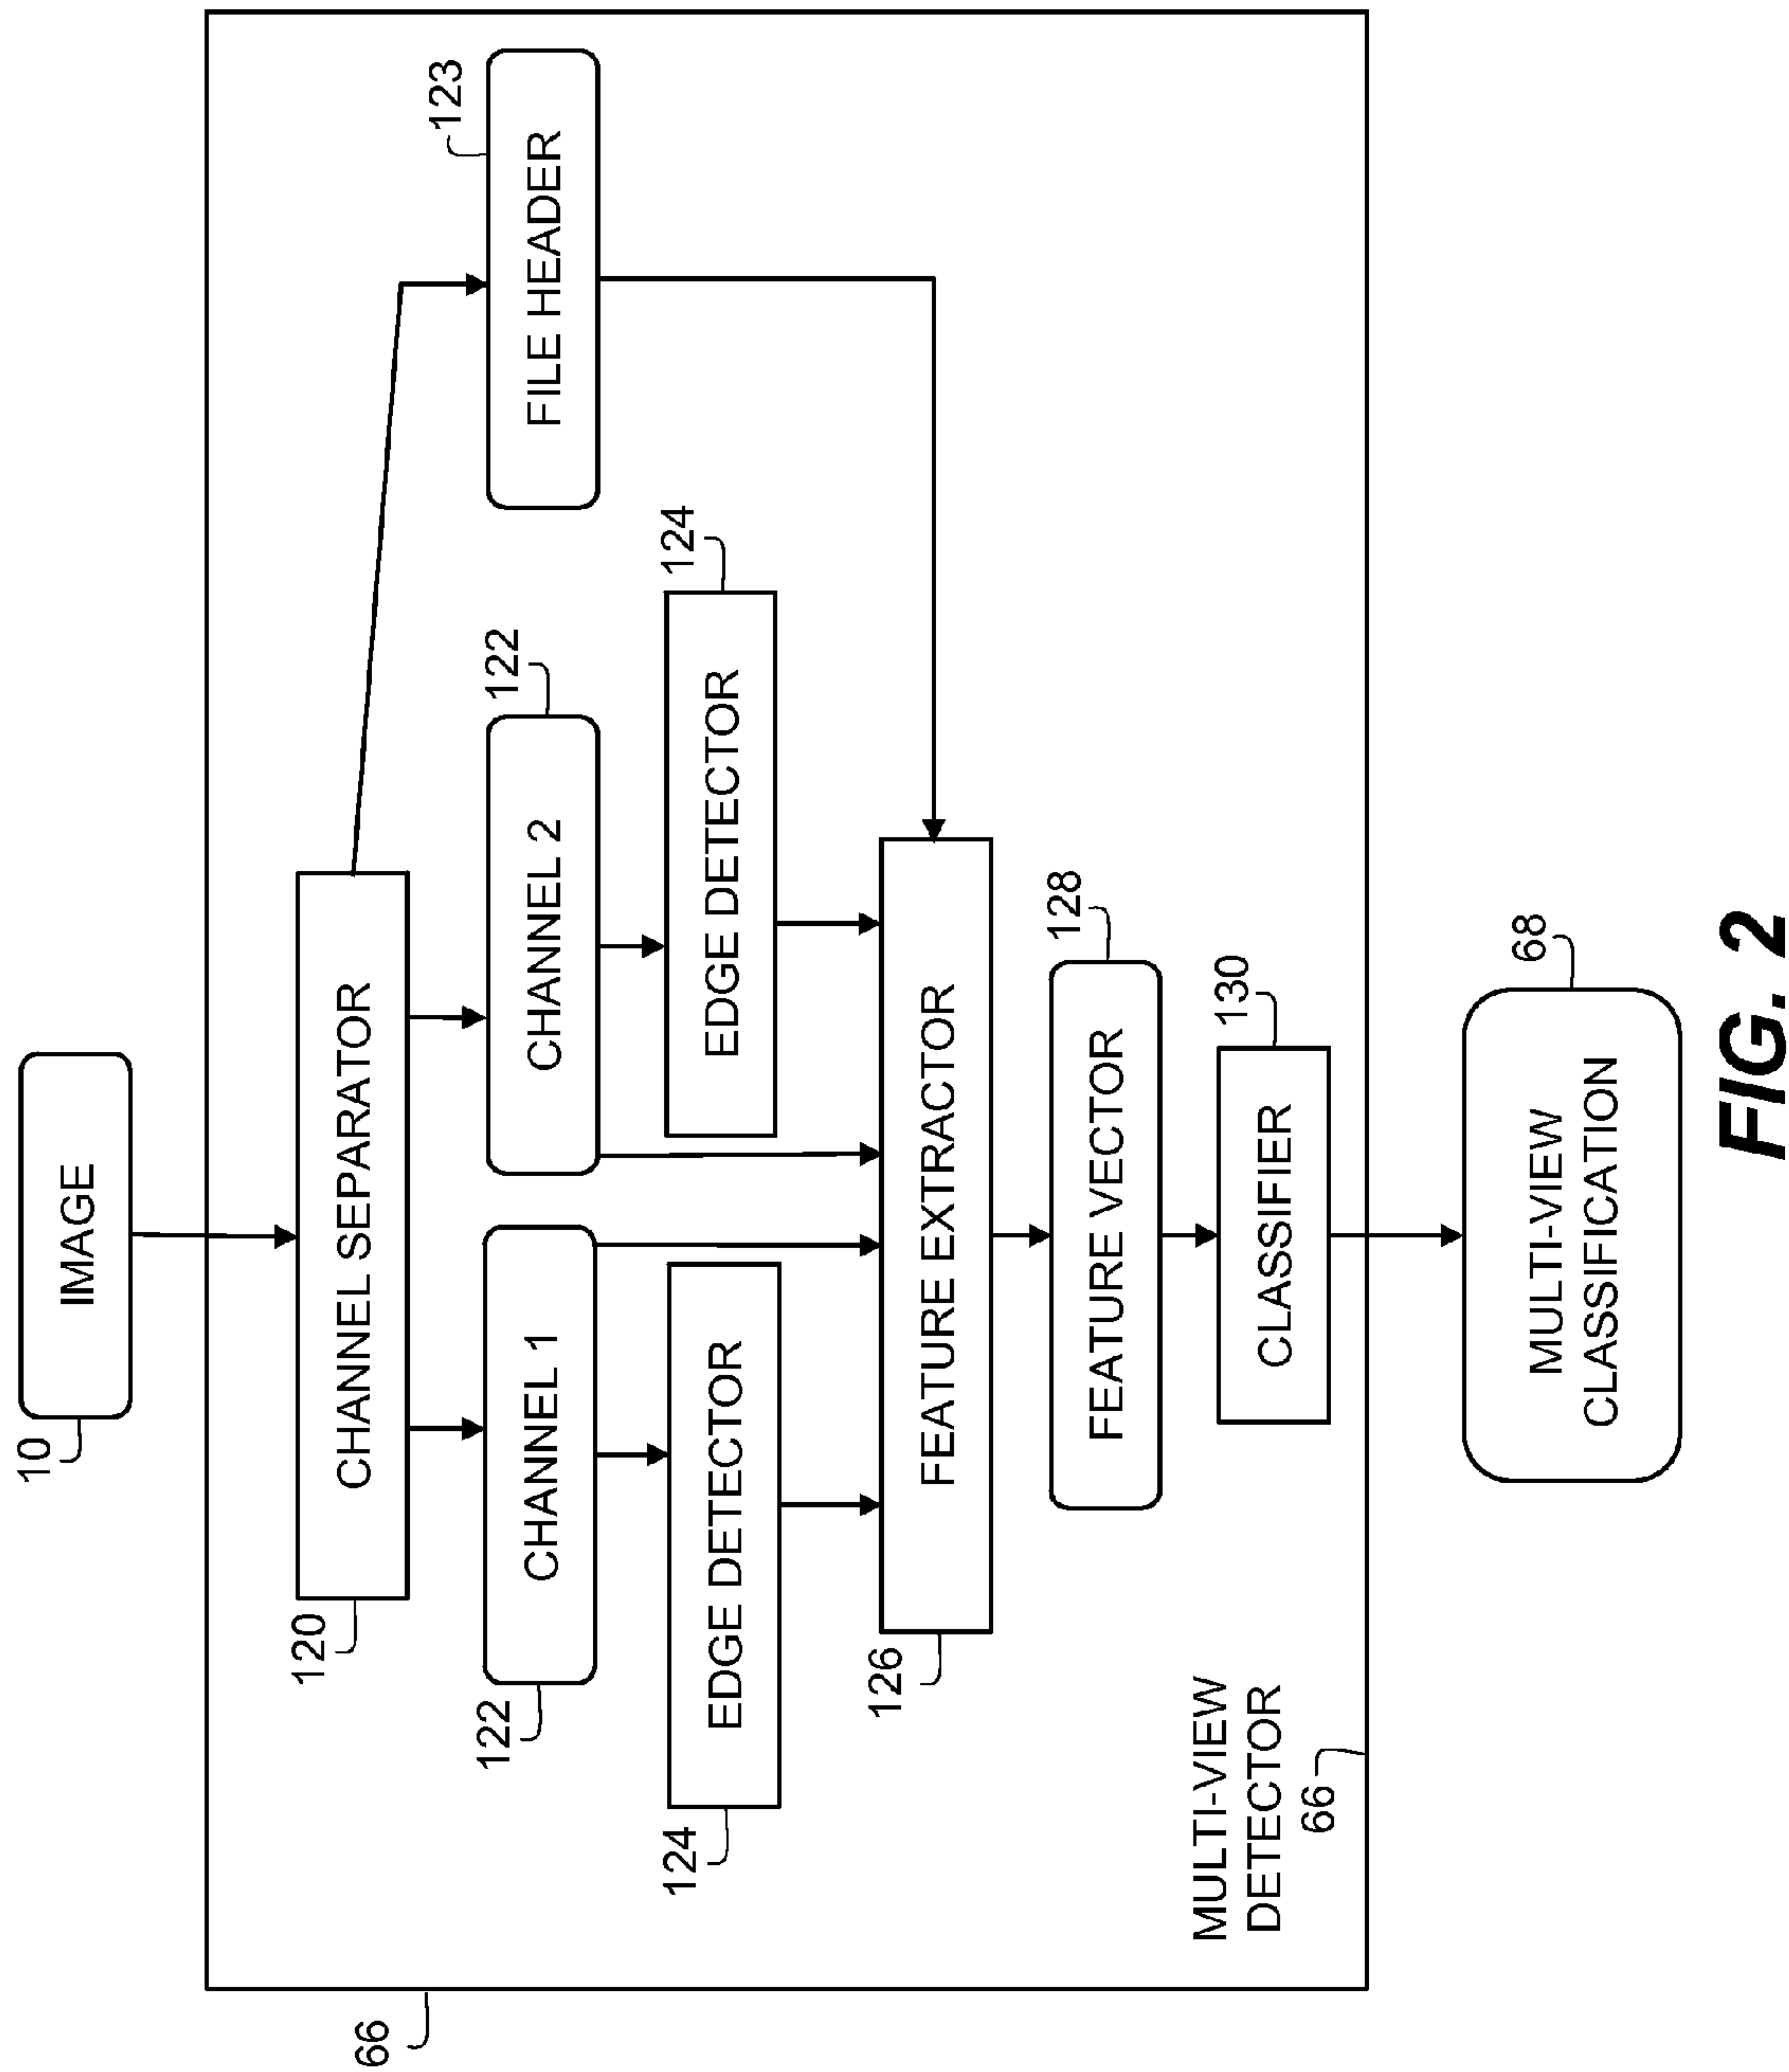 10
IMAGE
66
120
CHANNEL SEPARATOR
122
CHANNEL 1
CHANNEL 2
122
FILE HEADER
123
124
EDGE DETECTOR
EDGE DETECTOR
124
126
FEATURE EXTRACTOR
FEATURE VECTOR
128
MULTI-VIEW
DETECTOR
66
CLASSIFIER
130
MULTI-VIEW
CLASSIFICATION
68
FIG. 2